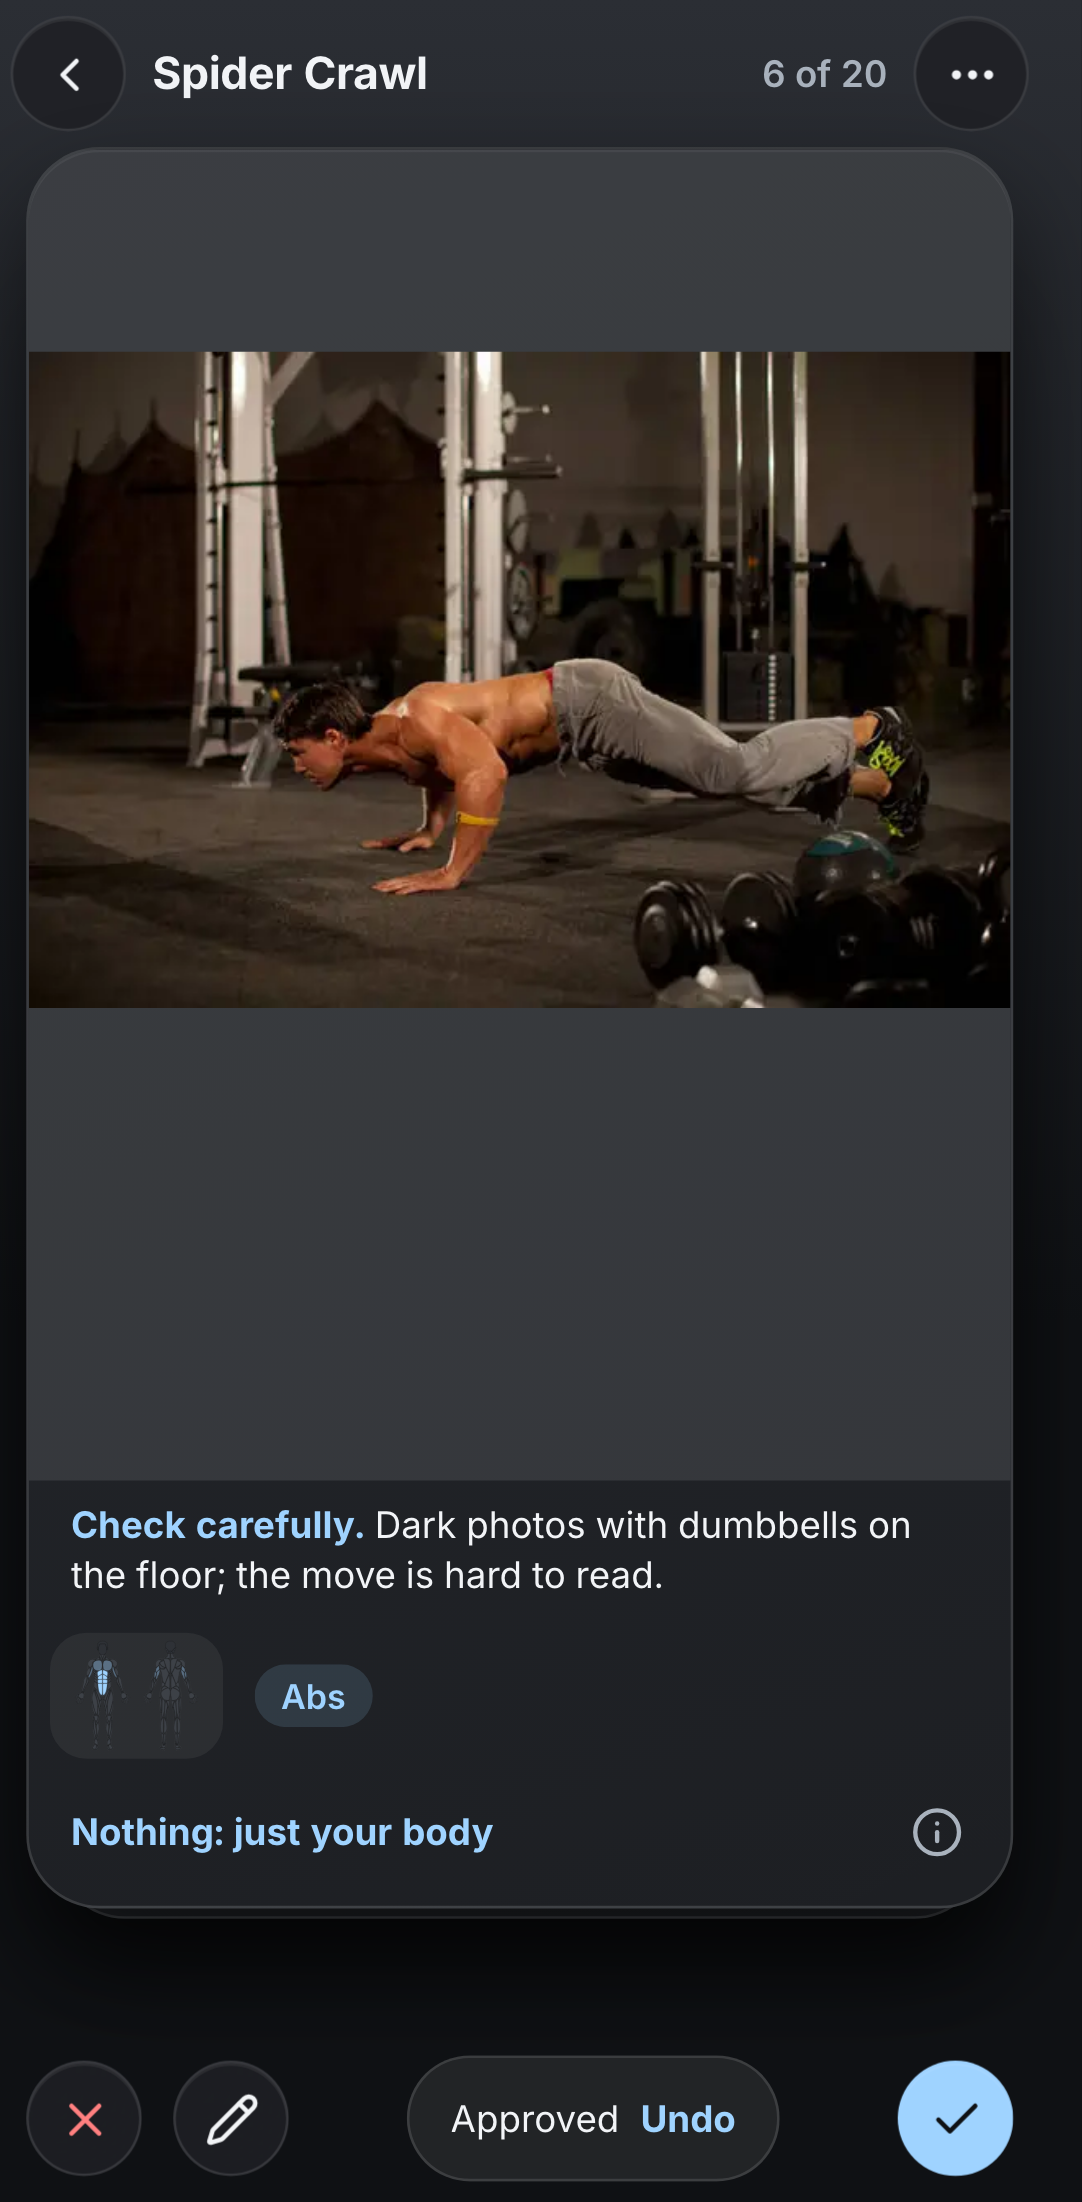 Spider Crawl
6 of 20
Check carefully. Dark photos with dumbbells on
the floor; the move is hard to read.
Abs
Nothing: just your body
Approved Undo